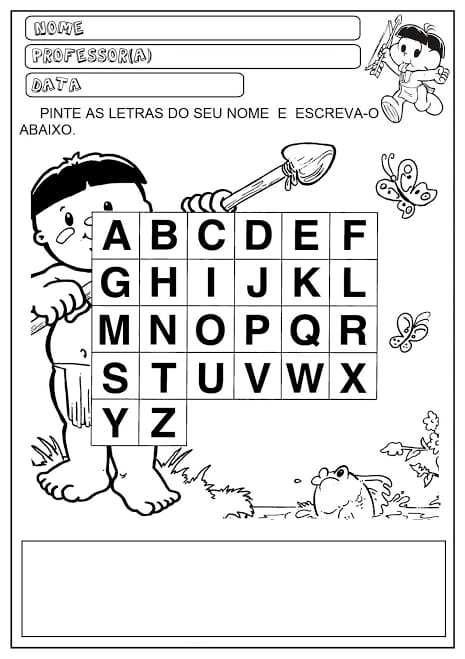 NOME
PROFESSOR(A)
DATA
PINTE AS LETRAS DO SEU NOME E ESCREVA-O
ABAIXO.
A B C D E F
G H I J K L
M N O P Q R
S T U V W X
Y Z